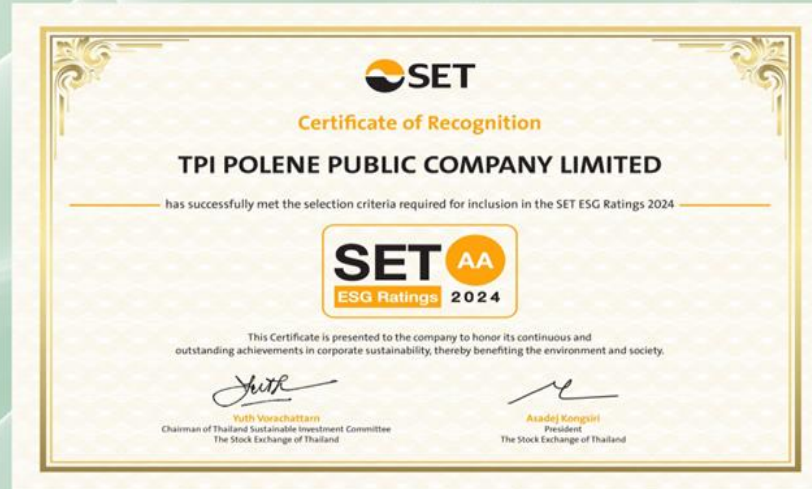 SET
Certificate of Recognition
TPI POLENE PUBLIC COMPANY LIMITED
has successfully met the selection criteria required for inclusion in the SET ESG Ratings 2024
SET AA
ESG Ratings 2024
This Certificate is presented to the company to honor its continuous and
outstanding achievements in corporate sustainability, thereby benefiting the environment and society.
Yuth Vorachattarn
Chairman of Thailand Sustainable Investment Committee
The Stock Exchange of Thailand
Asadej Kongsiri
President
The Stock Exchange of Thailand